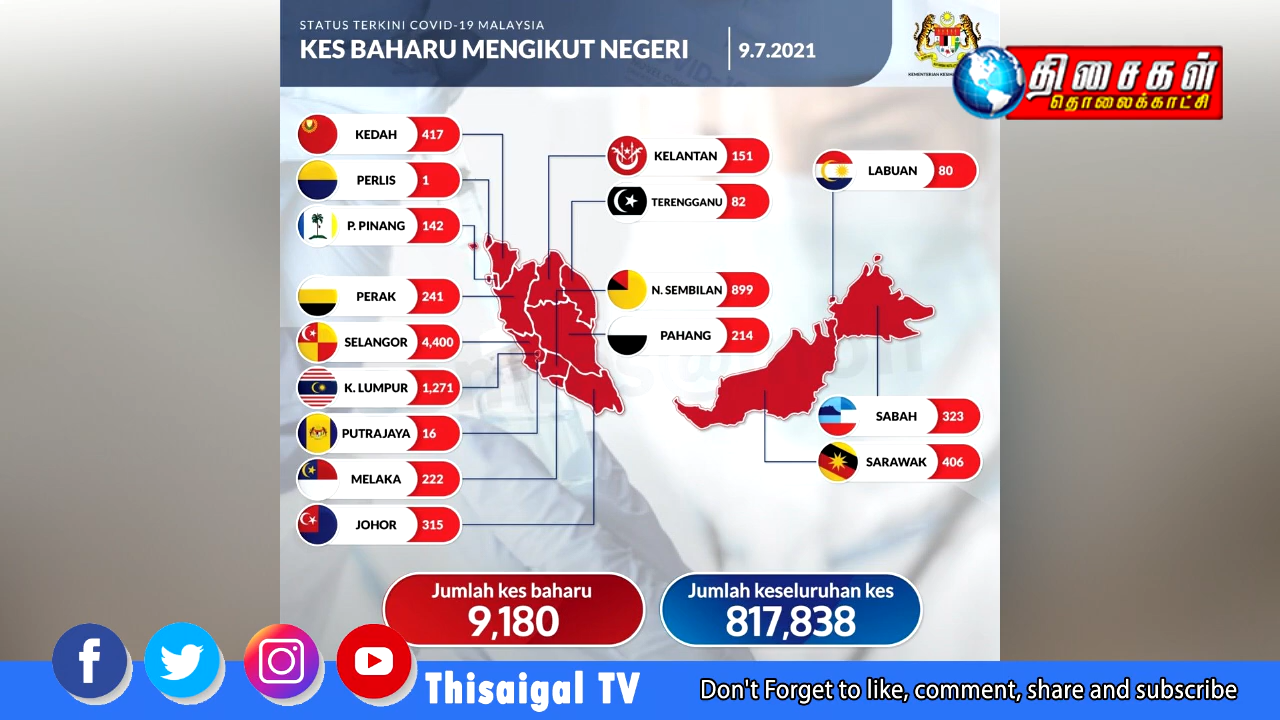 STATUS TERKINI COVID-19 MALAYSIA
KES BAHARU MENGIKUT NEGERI
9.7.2021
திசைகள்
தொலைக்காட்சி
KEDAH 417
PERLIS 1
P. PINANG 142
PERAK 241
SELANGOR 4,400
K. LUMPUR 1,271
PUTRAJAYA 16
MELAKA 222
JOHOR 315
KELANTAN 151
TERENGGANU 82
N. SEMBILAN 899
PAHANG 214
LABUAN 80
SABAH 323
SARAWAK 406
Jumlah kes baharu
9,180
Jumlah keseluruhan kes
817,838
Thisaigal TV
Don't Forget to like, comment, share and subscribe